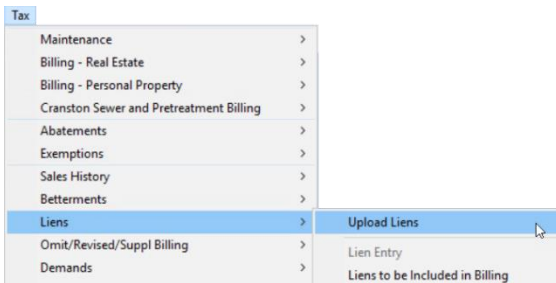 Tax
Maintenance
Billing - Real Estate
Billing - Personal Property
Cranston Sewer and Pretreatment Billing
Abatements
Exemptions
Sales History
Betterments
Liens
Upload Liens
Omit/Revised/Suppl Billing
Lien Entry
Demands
Liens to be Included in Billing